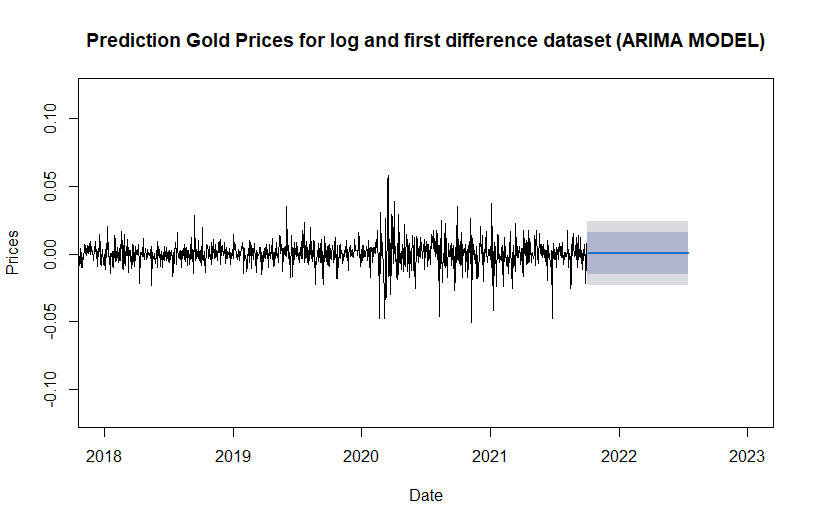 Prediction Gold Prices for log and first difference dataset (ARIMA MODEL)
Prices
0.10
0.05
0.00
-0.05
-0.10
2018 2019 2020 2021 2022 2023
Date